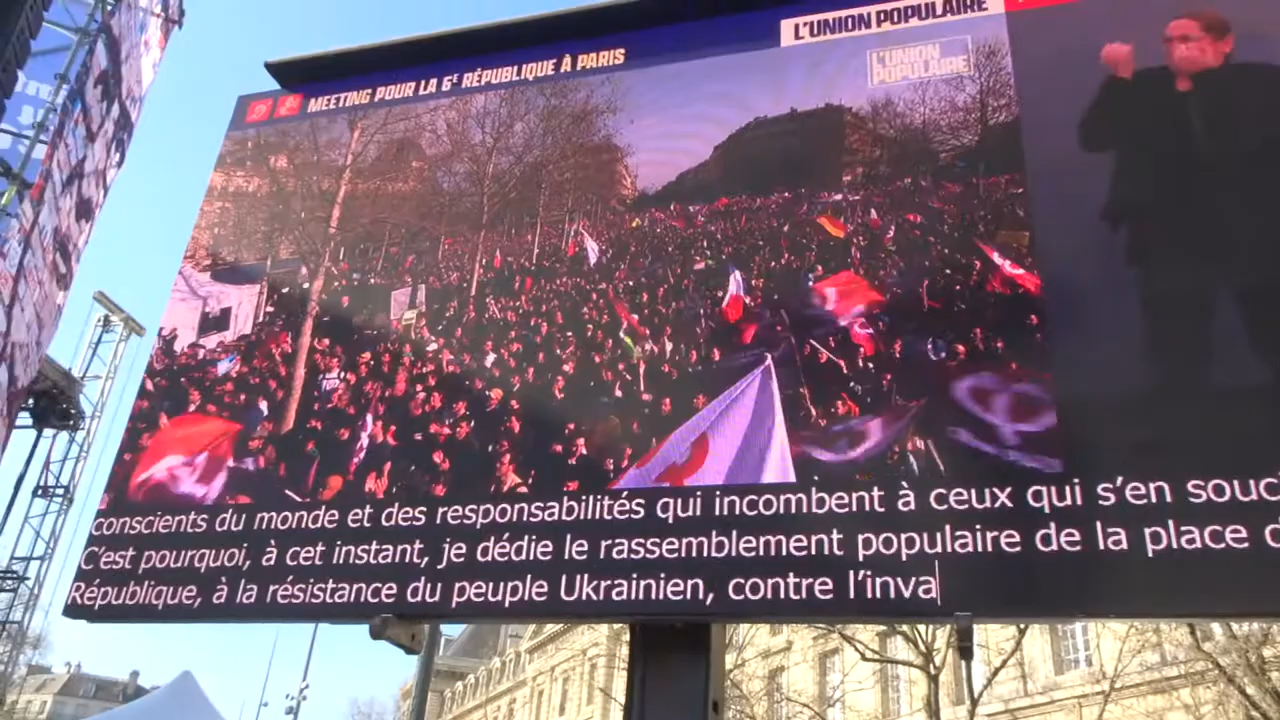 L'UNION POPULAIRE
MEETING POUR LA 6E RÉPUBLIQUE À PARIS
L'UNION
POPULAIRE
conscients du monde et des responsabilités qui incombent à ceux qui s'en souc
C'est pourquoi, à cet instant, je dédie le rassemblement populaire de la place d
République, à la résistance du peuple Ukrainien, contre l'inva